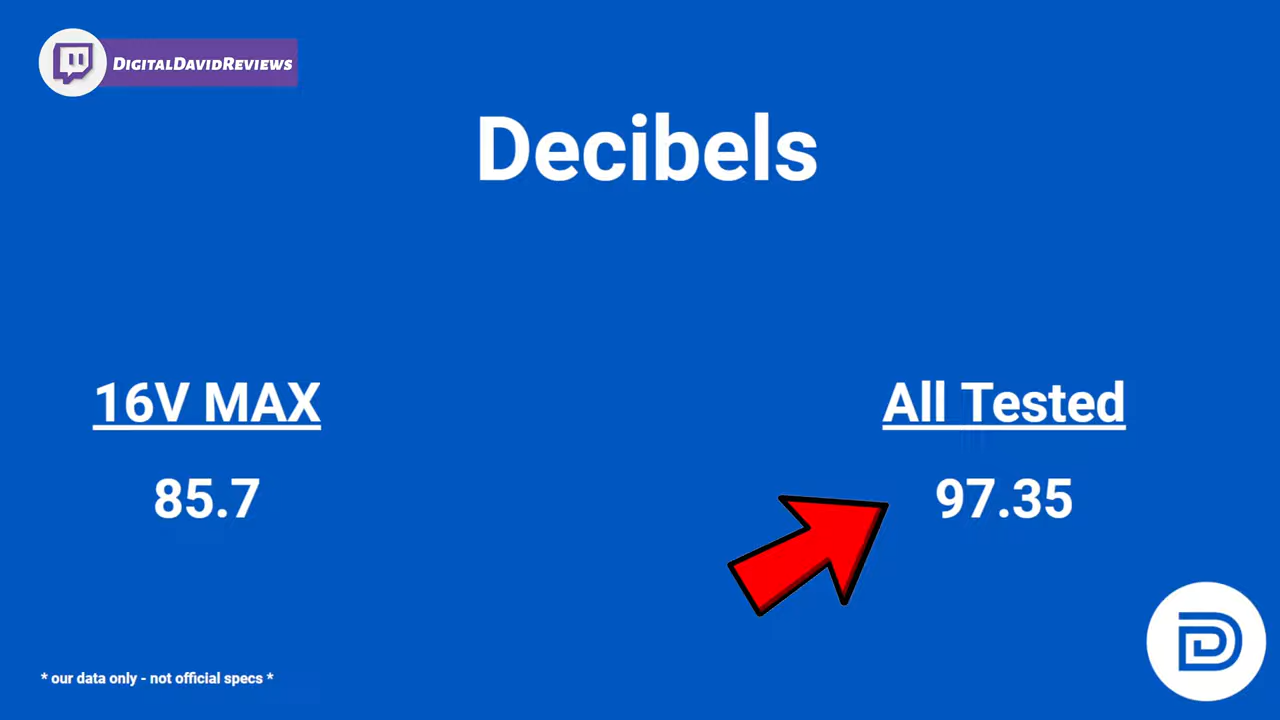 DIGITALDAVIDREVIEWS
Decibels
16V MAX
All Tested
85.7
97.35
* our data only - not official specs *